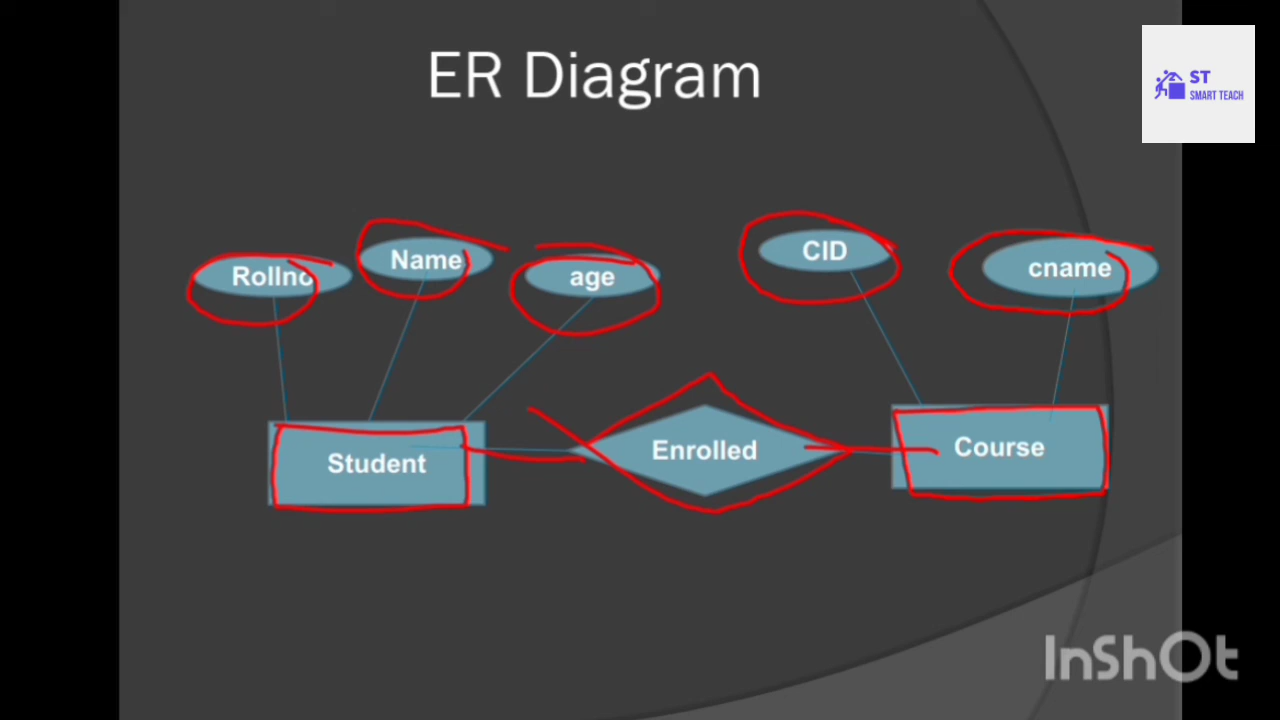 ER Diagram
ST
SMART TEACH
Rollno
Name
age
CID
cname
Student
Enrolled
Course
InShOt